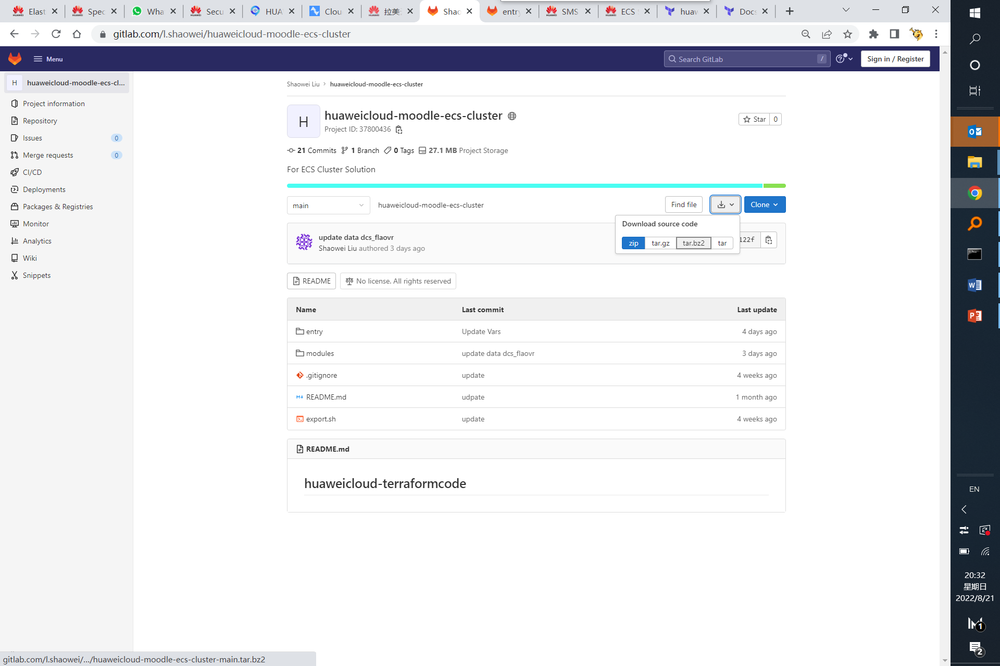 Elast
Spec
Wha
Secu
HUA
Clou
拉美
Shao
entry
SMS
ECS
huaw
Docs
gitlab.com/l.shaowei/huaweicloud-moodle-ecs-cluster
Menu
Search GitLab
/
Sign in / Register
H
huaweicloud-moodle-ecs-cl...
Project information
Repository
Issues 0
Merge requests 0
CI/CD
Deployments
Packages & Registries
Monitor
Analytics
Wiki
Snippets
Shaowei Liu > huaweicloud-moodle-ecs-cluster
H
huaweicloud-moodle-ecs-cluster
Project ID: 37800436
Star 0
21 Commits 1 Branch 0 Tags 27.1 MB Project Storage
For ECS Cluster Solution
main
huaweicloud-moodle-ecs-cluster
Find file
Clone
Download source code
zip tar.gz tar.bz2 tar
update data dcs_flaovr
Shaowei Liu authored 3 days ago
122f
README
No license. All rights reserved
Name Last commit Last update
entry Update Vars 4 days ago
modules update data dcs_flaovr 3 days ago
.gitignore update 4 weeks ago
README.md udpate 1 month ago
export.sh update 4 weeks ago
README.md
huaweicloud-terraformcode
gitlab.com/l.shaowei/.../huaweicloud-moodle-ecs-cluster-main.tar.bz2
EN
20:32
星期日
2022/8/21
1
2